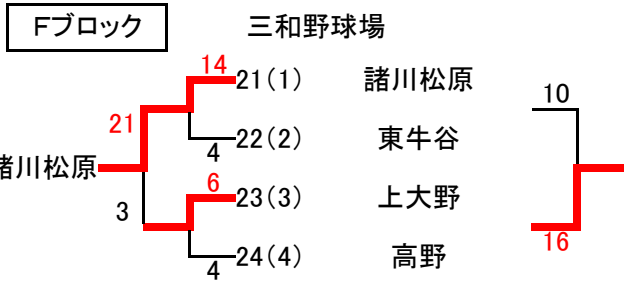 Fブロック 三和野球場
14
21(1) 諸川松原 10
21
22(2) 東牛谷
4
諸川松原
6
23(3) 上大野
3
16
24(4) 高野
4